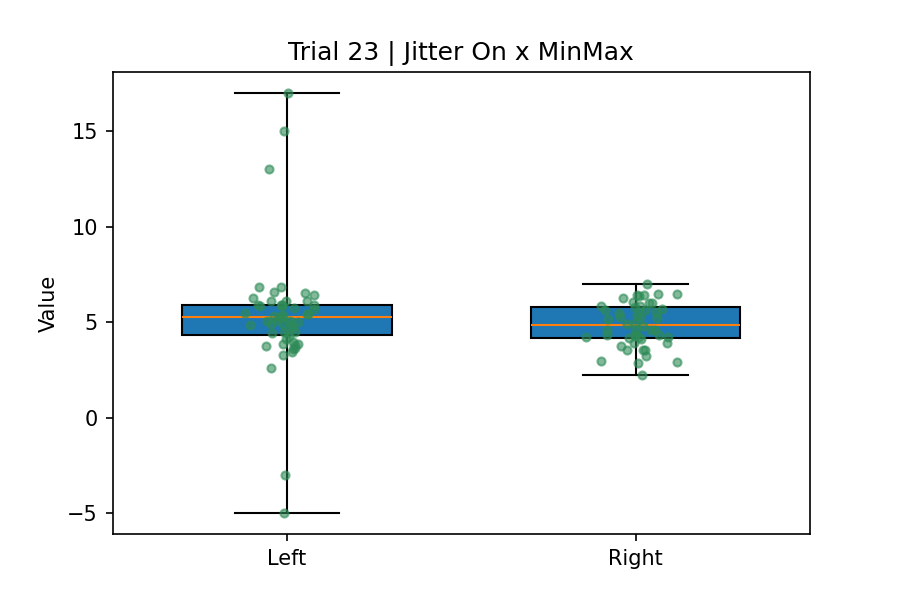 Trial 23 | Jitter On x MinMax
Value
15
10
5
0
−5
Left
Right